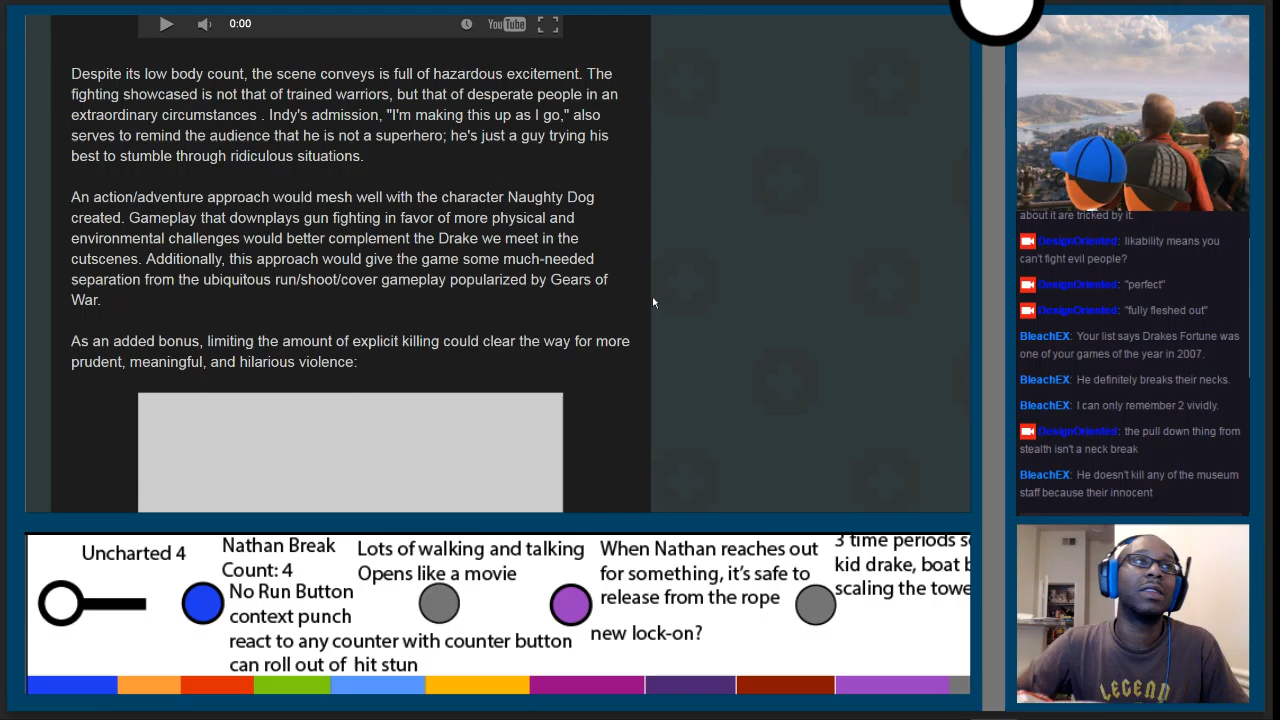 0:00
YouTube
Despite its low body count, the scene conveys is full of hazardous excitement. The
fighting showcased is not that of trained warriors, but that of desperate people in an
extraordinary circumstances . Indy's admission, "I'm making this up as I go," also
serves to remind the audience that he is not a superhero; he's just a guy trying his
best to stumble through ridiculous situations.
An action/adventure approach would mesh well with the character Naughty Dog
created. Gameplay that downplays gun fighting in favor of more physical and
environmental challenges would better complement the Drake we meet in the
cutscenes. Additionally, this approach would give the game some much-needed
separation from the ubiquitous run/shoot/cover gameplay popularized by Gears of
War.
As an added bonus, limiting the amount of explicit killing could clear the way for more
prudent, meaningful, and hilarious violence:
about it are tricked by it.
DesignOriented: likability means you
can't fight evil people?
DesignOriented: "perfect"
DesignOriented: "fully fleshed out"
BleachEX: Your list says Drakes Fortune was
one of your games of the year in 2007.
BleachEX: He definitely breaks their necks.
BleachEX: I can only remember 2 vividly.
DesignOriented: the pull down thing from
stealth isn't a neck break
BleachEX: He doesn't kill any of the museum
staff because their innocent
Uncharted 4
Nathan Break
Count: 4
No Run Button
context punch
react to any counter with counter button
can roll out of hit stun
Lots of walking and talking
Opens like a movie
When Nathan reaches out
for something, it's safe to
release from the rope
new lock-on?
3 time periods
kid drake, boat
scaling the
LEGEND